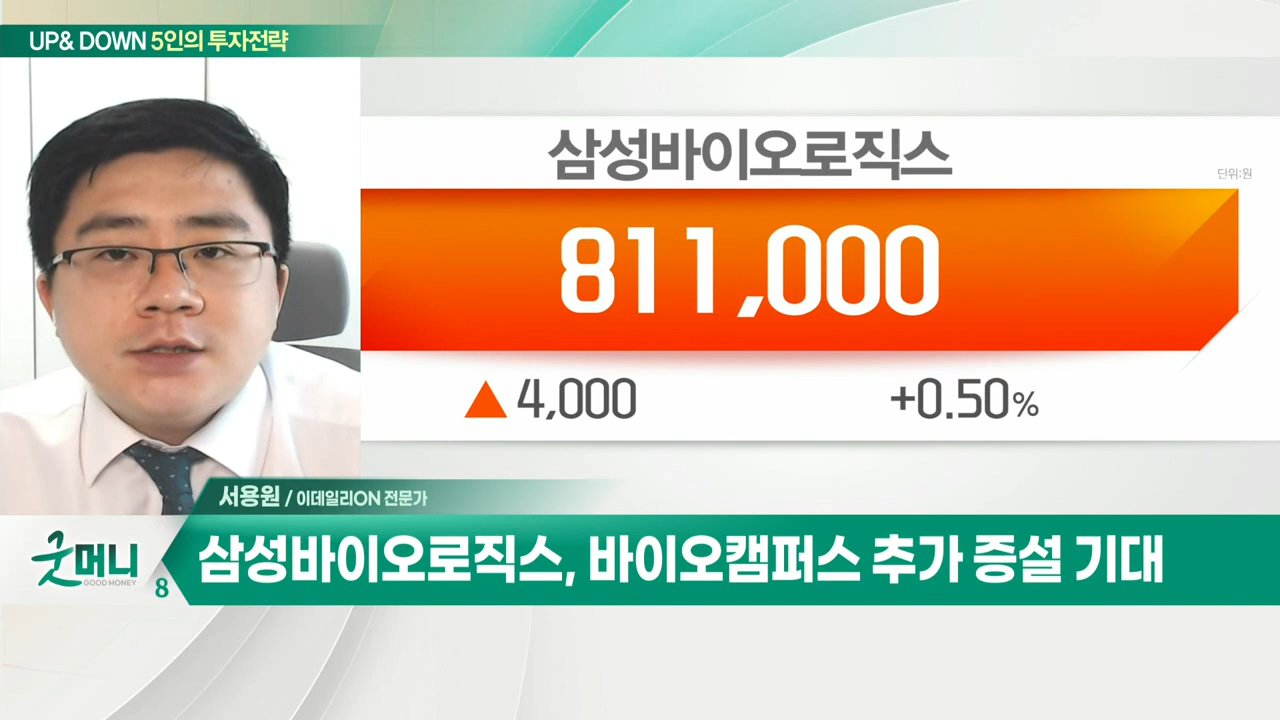 UP& DOWN 5인의 투자전략
삼성바이오로직스
단위:원
811,000
▲ 4,000 +0.50%
서용원 / 이데일리ON 전문가
굿머니
GOOD MONEY
8
삼성바이오로직스, 바이오캠퍼스 추가 증설 기대